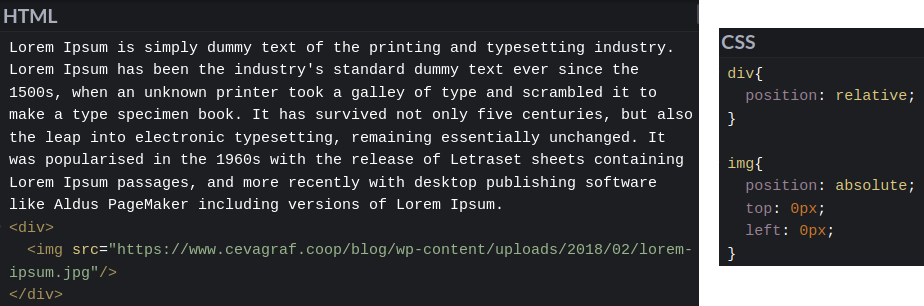 HTML
Lorem Ipsum is simply dummy text of the printing and typesetting industry.
Lorem Ipsum has been the industry's standard dummy text ever since the
1500s, when an unknown printer took a galley of type and scrambled it to
make a type specimen book. It has survived not only five centuries, but also
the leap into electronic typesetting, remaining essentially unchanged. It
was popularised in the 1960s with the release of Letraset sheets containing
Lorem Ipsum passages, and more recently with desktop publishing software
like Aldus PageMaker including versions of Lorem Ipsum.
<div>
  <img src="https://www.cevagraf.coop/blog/wp-content/uploads/2018/02/lorem-
ipsum.jpg"/>
</div>
CSS
div{
  position: relative;
}
img{
  position: absolute;
  top: 0px;
  left: 0px;
}